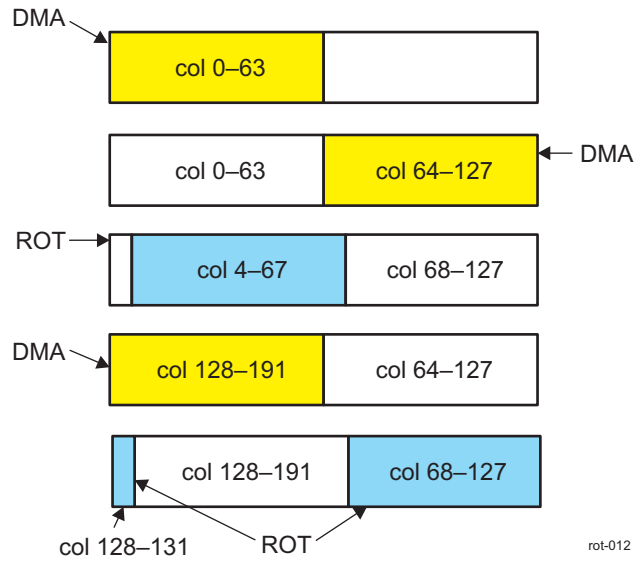 DMA
col 0–63
col 0–63 col 64–127
DMA
ROT
col 4–67 col 68–127
DMA
col 128–191 col 64–127
col 128–191 col 68–127
col 128–131 ROT
rot-012